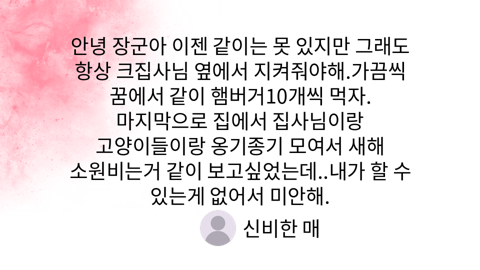 안녕 장군아 이젠 같이는 못 있지만 그래도
항상 크집사님 옆에서 지켜줘야해.가끔씩
꿈에서 같이 햄버거10개씩 먹자.
마지막으로 집에서 집사님이랑
고양이들이랑 옹기종기 모여서 새해
소원비는거 같이 보고싶었는데..내가 할 수
있는게 없어서 미안해.
신비한 매